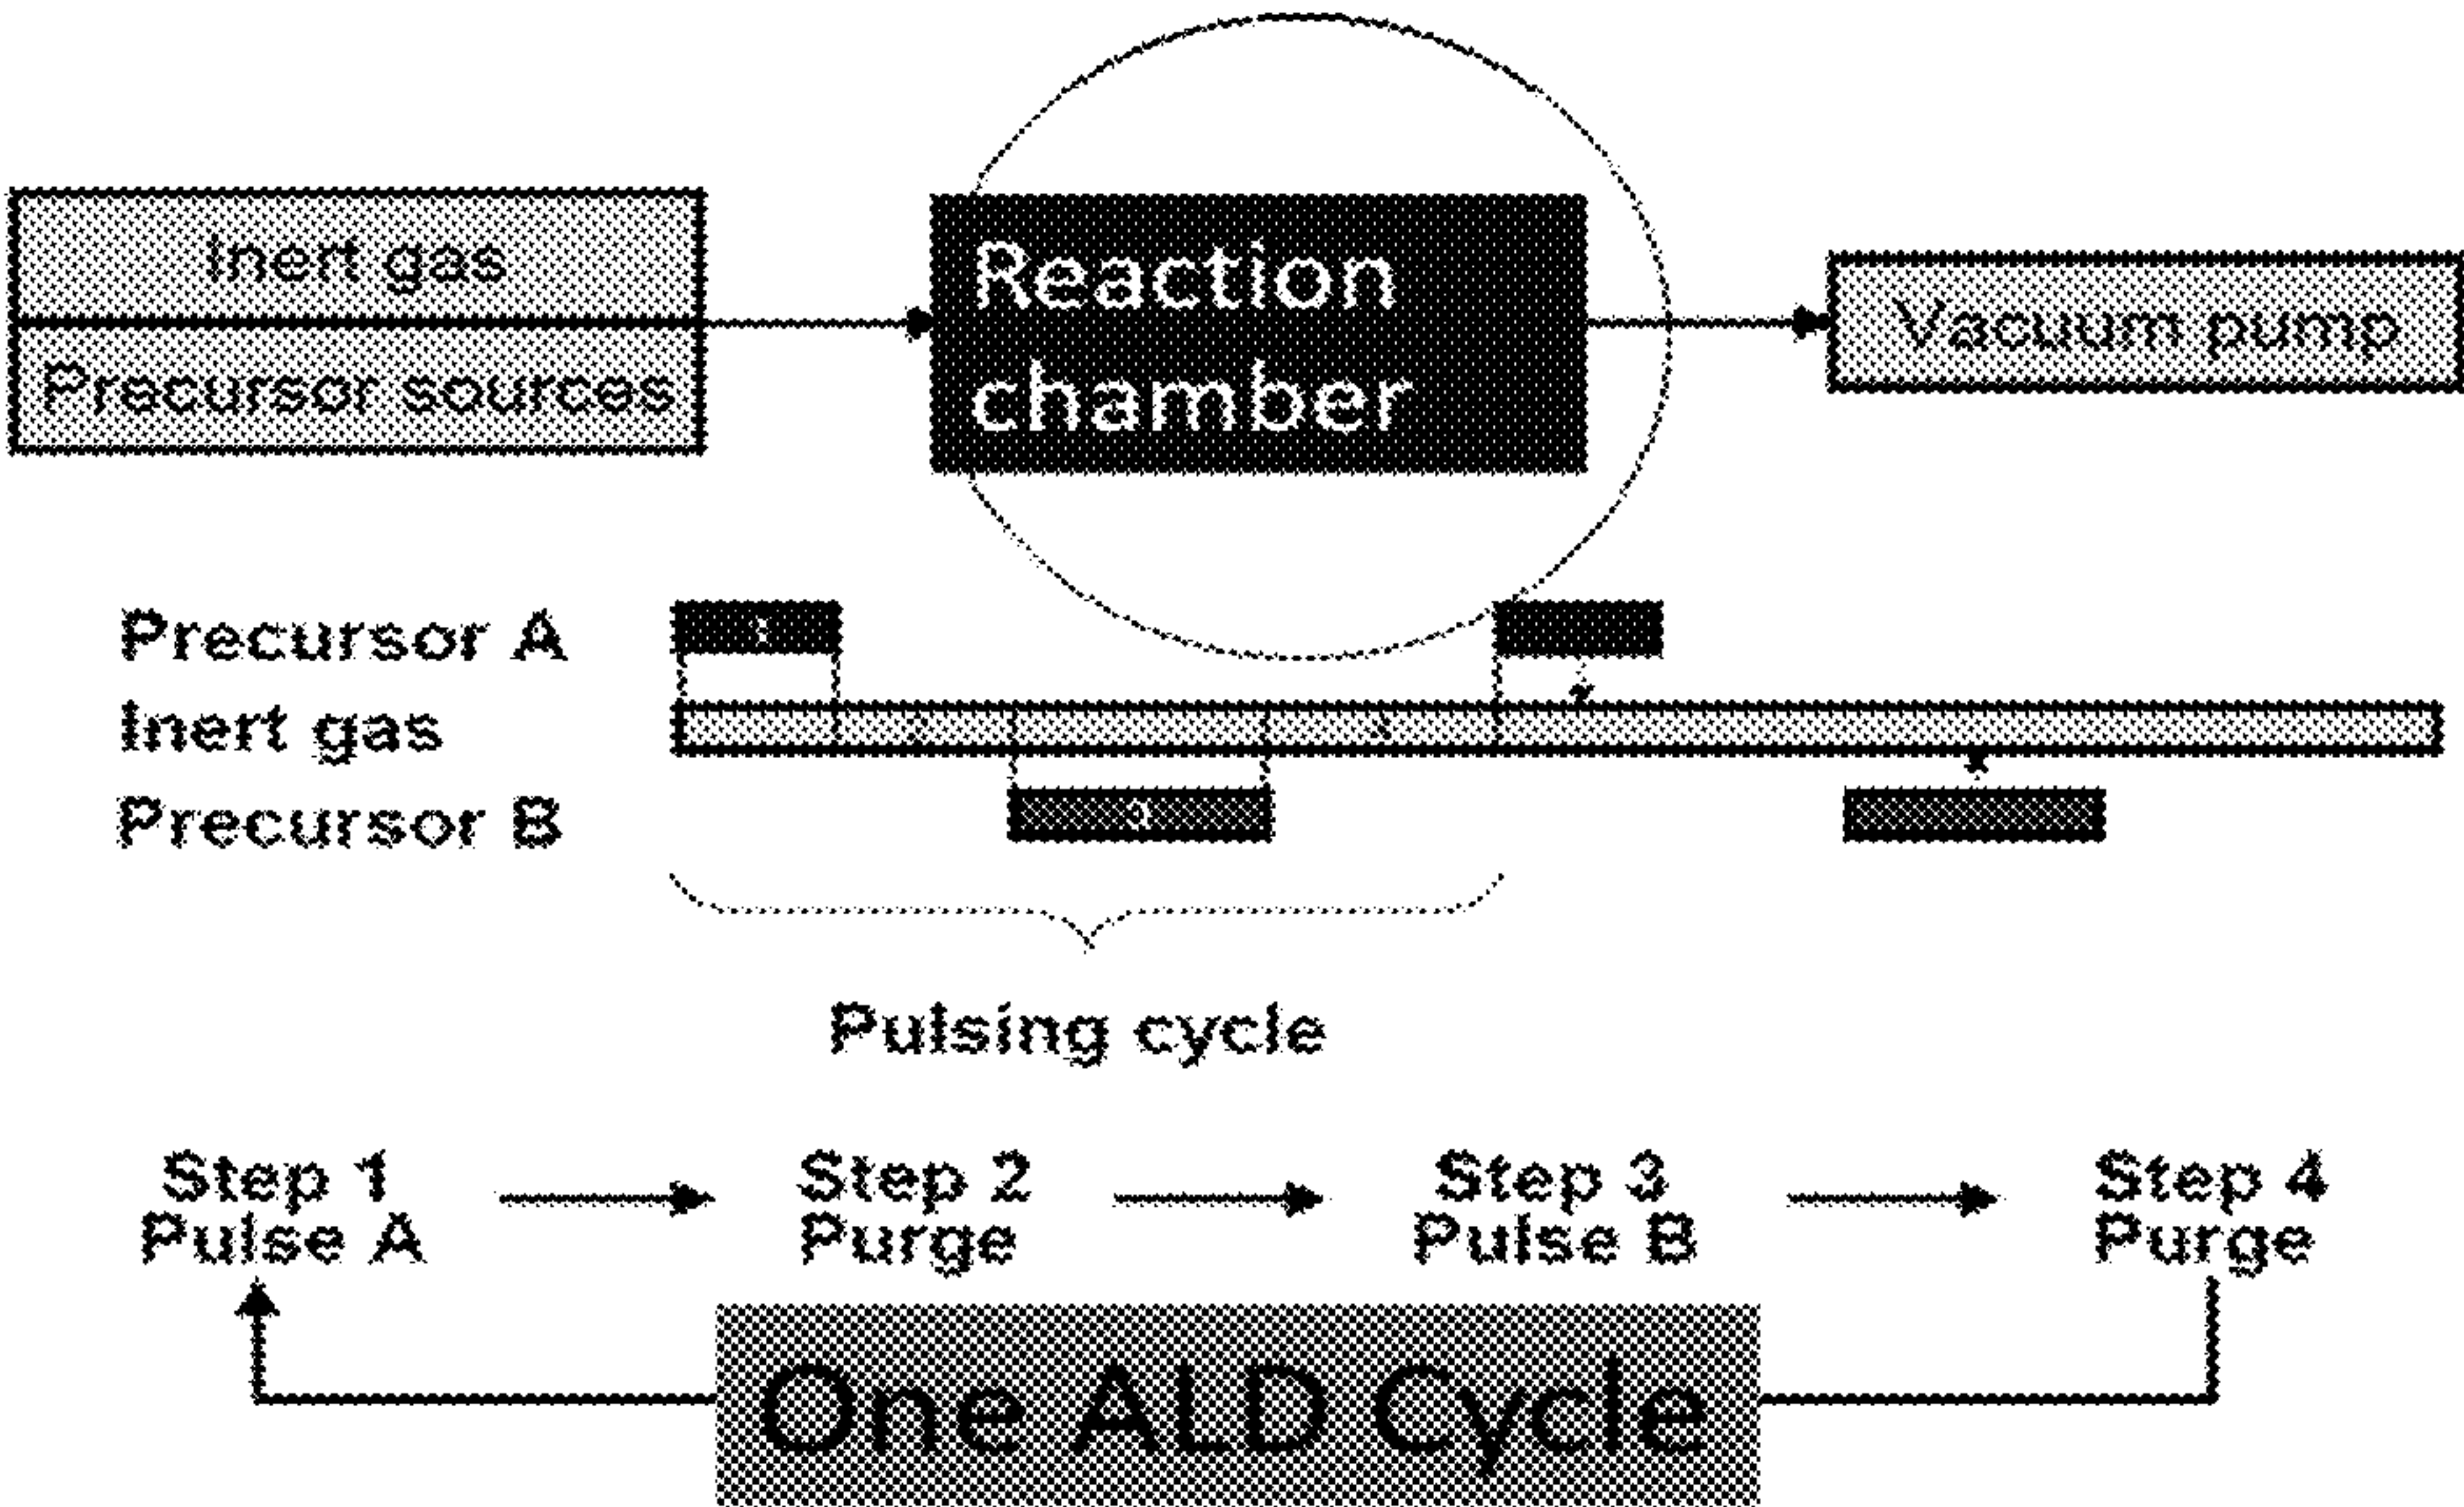 Inert gas
Precursor sources
Reaction
chamber
Vacuum pump
Precursor A
Inert gas
Precursor B
Pulsing cycle
Step 1
Pulse A
Step 2
Purge
Step 3
Pulse B
Step 4
Purge
One ALD Cycle